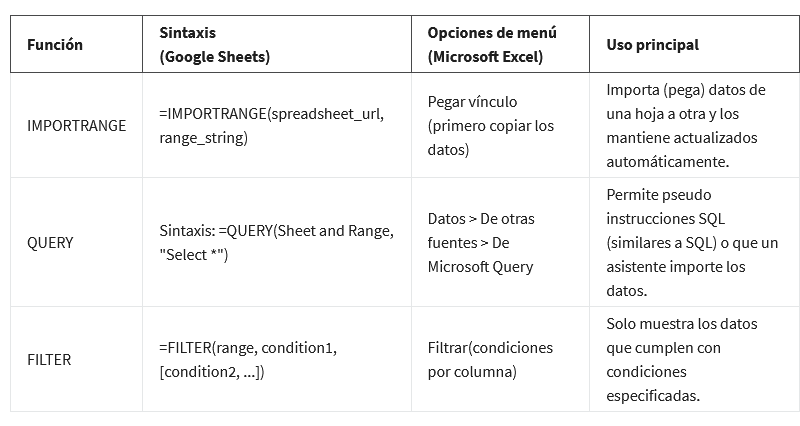 Función
Sintaxis
(Google Sheets)
Opciones de menú
(Microsoft Excel)
Uso principal
IMPORTRANGE
=IMPORTRANGE(spreadsheet_url,
range_string)
Pegar vínculo
(primero copiar los
datos)
Importa (pega) datos de
una hoja a otra y los
mantiene actualizados
automáticamente.
QUERY
Sintaxis: =QUERY(Sheet and Range,
"Select *")
Datos > De otras
fuentes > De
Microsoft Query
Permite pseudo
instrucciones SQL
(similares a SQL) o que un
asistente importe los
datos.
FILTER
=FILTER(range, condition1,
[condition2, ...])
Filtrar(condiciones
por columna)
Solo muestra los datos
que cumplen con
condiciones
especificadas.